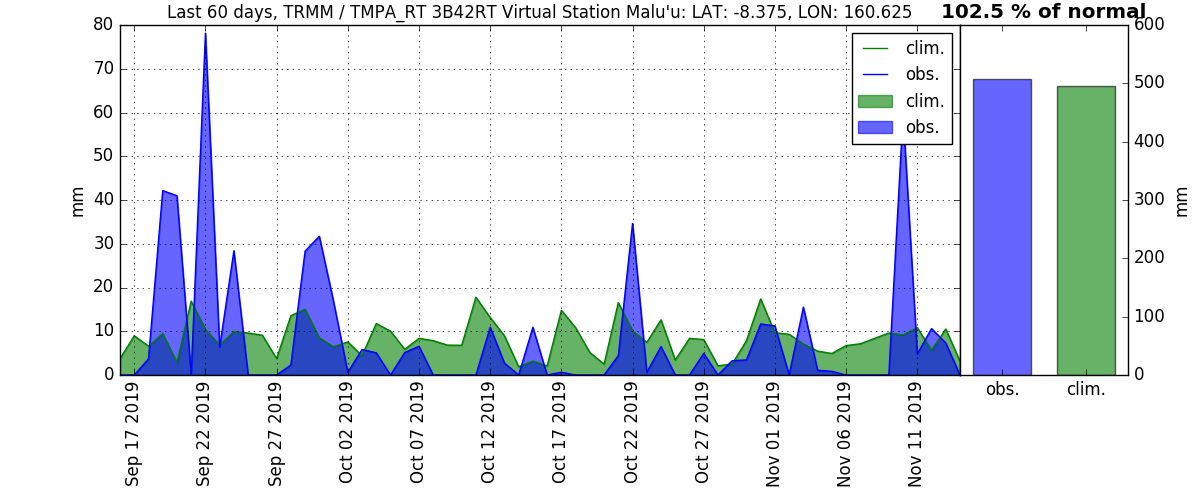 Last 60 days, TRMM / TMPA_RT 3B42RT Virtual Station Malu'u: LAT: -8.375, LON: 160.625
102.5 % of normal
80
70
60
50
40
30
20
10
0
mm
clim.
obs.
clim.
obs.
600
500
400
300
200
100
0
mm
Sep 17 2019
Sep 22 2019
Sep 27 2019
Oct 02 2019
Oct 07 2019
Oct 12 2019
Oct 17 2019
Oct 22 2019
Oct 27 2019
Nov 01 2019
Nov 06 2019
Nov 11 2019
obs.
clim.